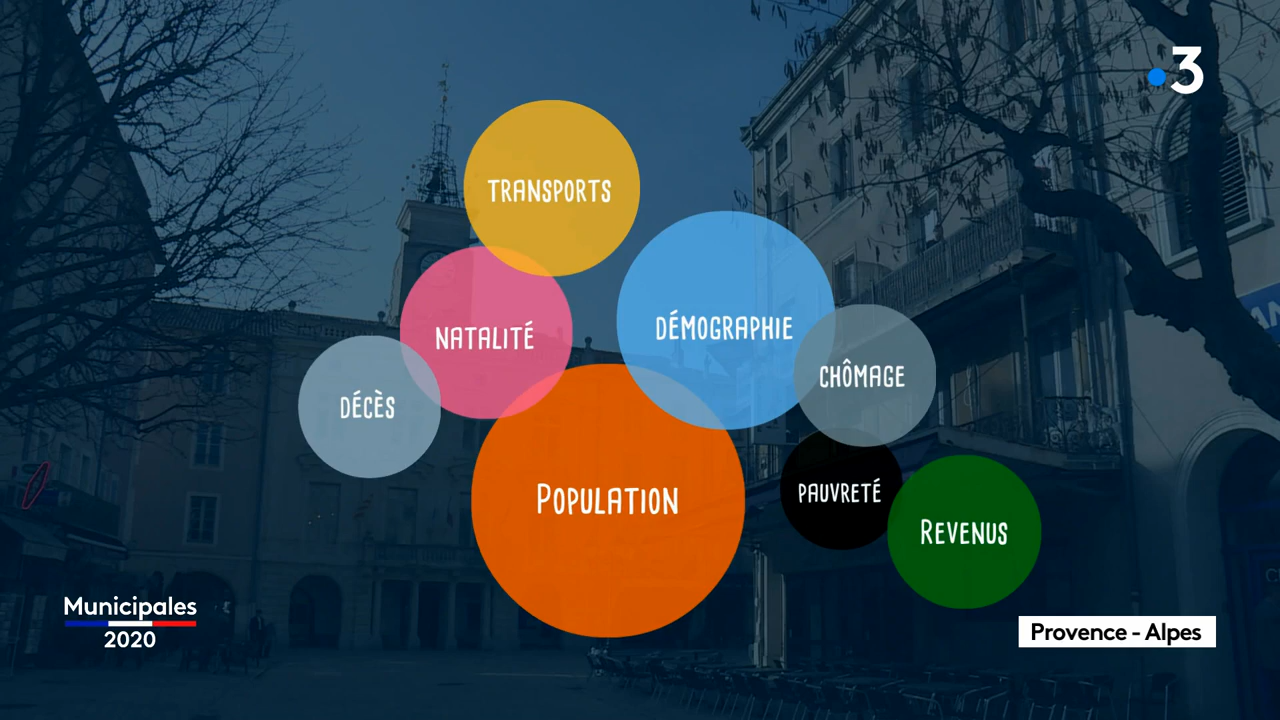 3
TRANSPORTS
DÉMOGRAPHIE
NATALITÉ
CHÔMAGE
DÉCÈS
PAUVRETÉ
POPULATION
REVENUS
Municipales
2020
Provence - Alpes